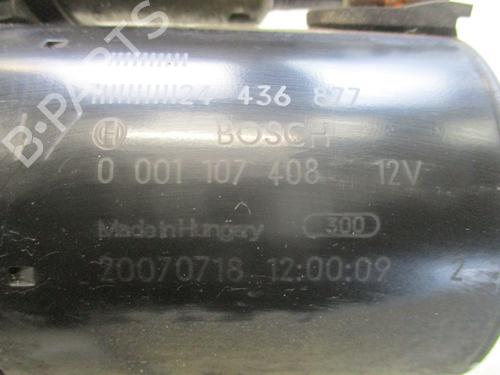 24 436 877
BOSCH
0 001 107 408 12V
Made in Hungary 300
20070718 12:00:09 2
B-PARTS